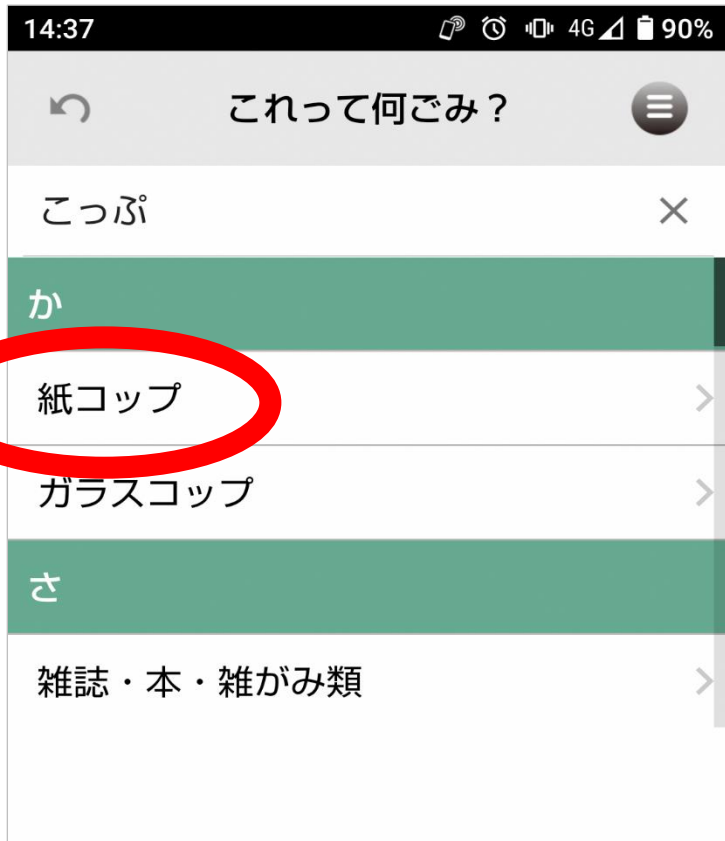 14:37 4G 90%
これって何ごみ？
こっぷ
か
紙コップ
ガラスコップ
さ
雑誌・本・雑がみ類